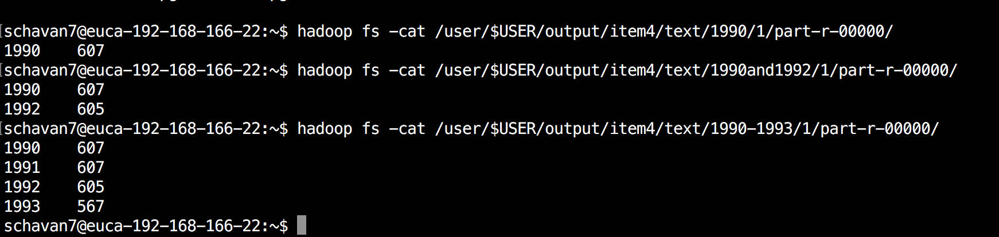 schavan7@euca-192-168-166-22:~$ hadoop fs -cat /user/$USER/output/item4/text/1990/1/part-r-00000/
1990    607
schavan7@euca-192-168-166-22:~$ hadoop fs -cat /user/$USER/output/item4/text/1990and1992/1/part-r-00000/
1990    607
1992    605
schavan7@euca-192-168-166-22:~$ hadoop fs -cat /user/$USER/output/item4/text/1990-1993/1/part-r-00000/
1990    607
1991    607
1992    605
1993    567
schavan7@euca-192-168-166-22:~$